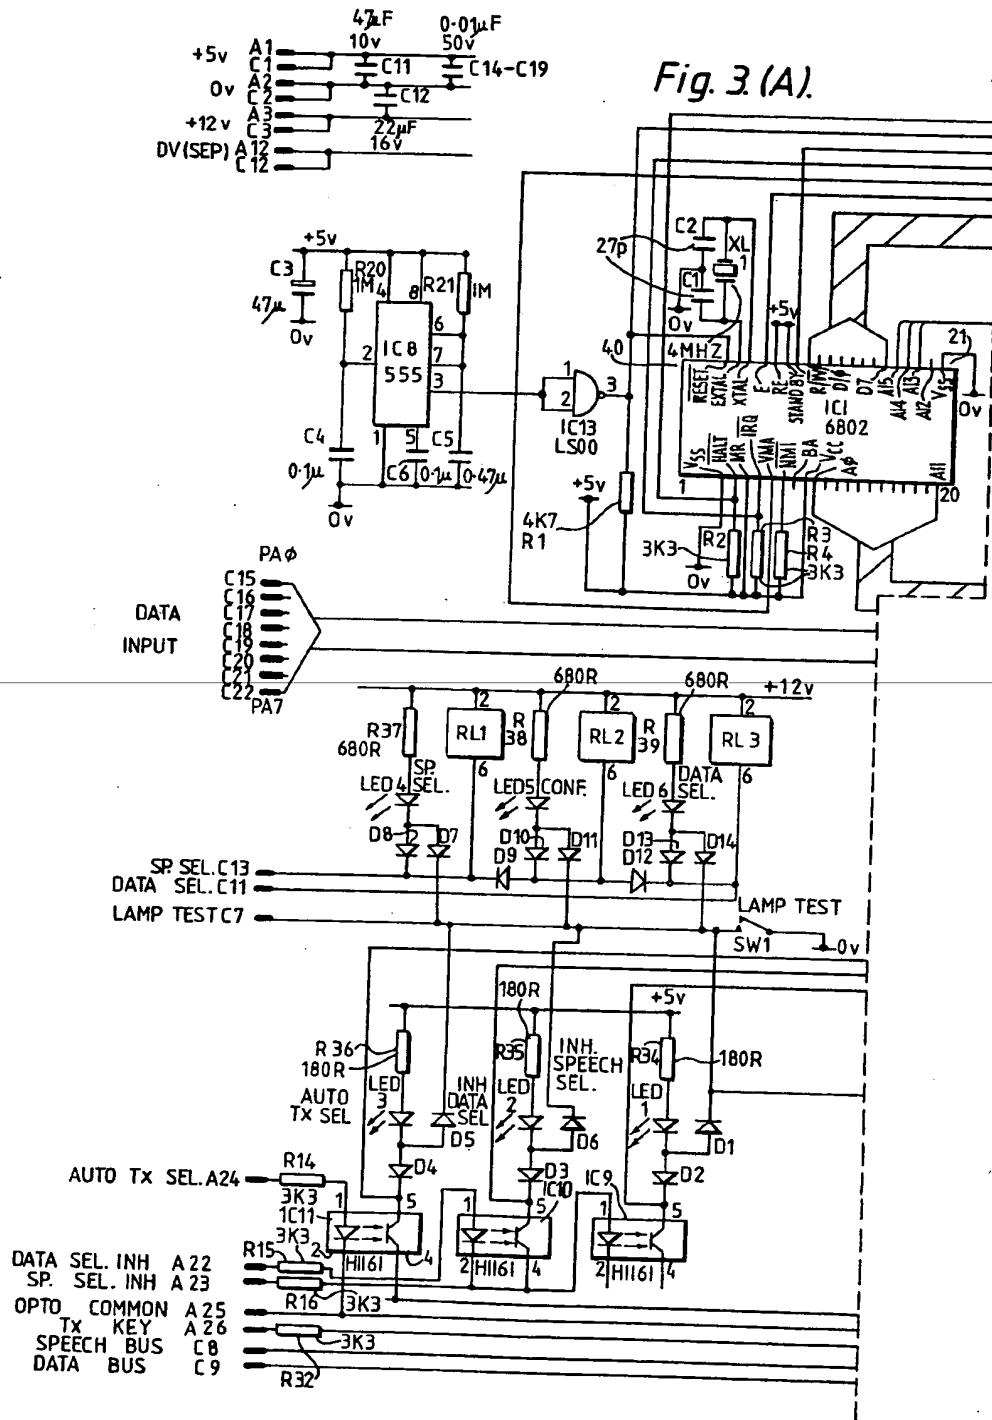 Fig. 3.(A).
47µF
10v
0·01µF
50v
+5v
A1
C1
C11
C14-C19
0v
A2
C2
C12
+12v
A3
C3
22µF
16v
DV(SEP)
A12
C12
+5v
C3
47µ
0v
R20
1M
4
8
R21
1M
2
IC8
555
6
7
3
1
5
C4
0·1µ
C6
0·1µ
C5
0·47µ
0v
1
2
3
IC13
LS00
+5v
4K7
R1
C2
27p
C1
XL
1
0v
4MHZ
40
+5v
21
0v
RESET
EXTAL
XTAL
E
RE
STANDBY
R/W
D/φ
D7
A15
A14
A13
A12
VSS
IC1
6802
VSS
HALT
MR
IRQ
VMA
NMI
BA
VCC
Aφ
A11
1
20
R2
3K3
0v
R3
R4
3K3
PAφ
C15
C16
C17
C18
C19
C20
C21
C22
PA7
DATA
INPUT
680R
680R
+12v
R37
680R
2
RL1
6
R
38
2
RL2
6
R
39
2
RL3
6
SP.
SEL.
LED4
LED5 CONF.
DATA
SEL.
LED6
D8
D7
D10
D11
D9
D13
D12
D14
SP. SEL. C13
DATA SEL. C11
LAMP TEST C7
LAMP TEST
SW1
0v
180R
+5v
R36
180R
R35
INH.
SPEECH
SEL.
R34
180R
AUTO
Tx SEL
LED
3
INH
DATA
SEL
LED
2
LED
1
D5
D6
D1
D4
D3
D2
AUTO Tx SEL. A24
R14
3K3
1
5
IC11
2
H1161
4
1
5
IC10
2
H1161
4
IC9
1
5
2
H1161
4
DATA SEL. INH A22
R15
3K3
SP. SEL. INH A23
R16
3K3
OPTO COMMON A25
Tx KEY A26
3K3
R32
SPEECH BUS C8
DATA BUS C9